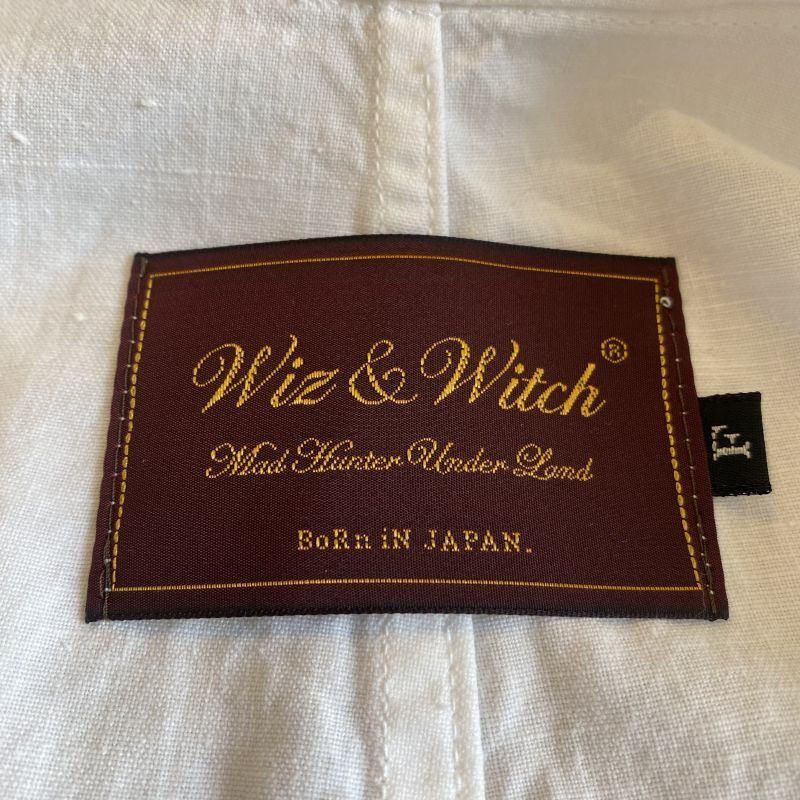 Wiz & Witch®
Mad Hunter Under Land
BoRn iN JAPAN.
F